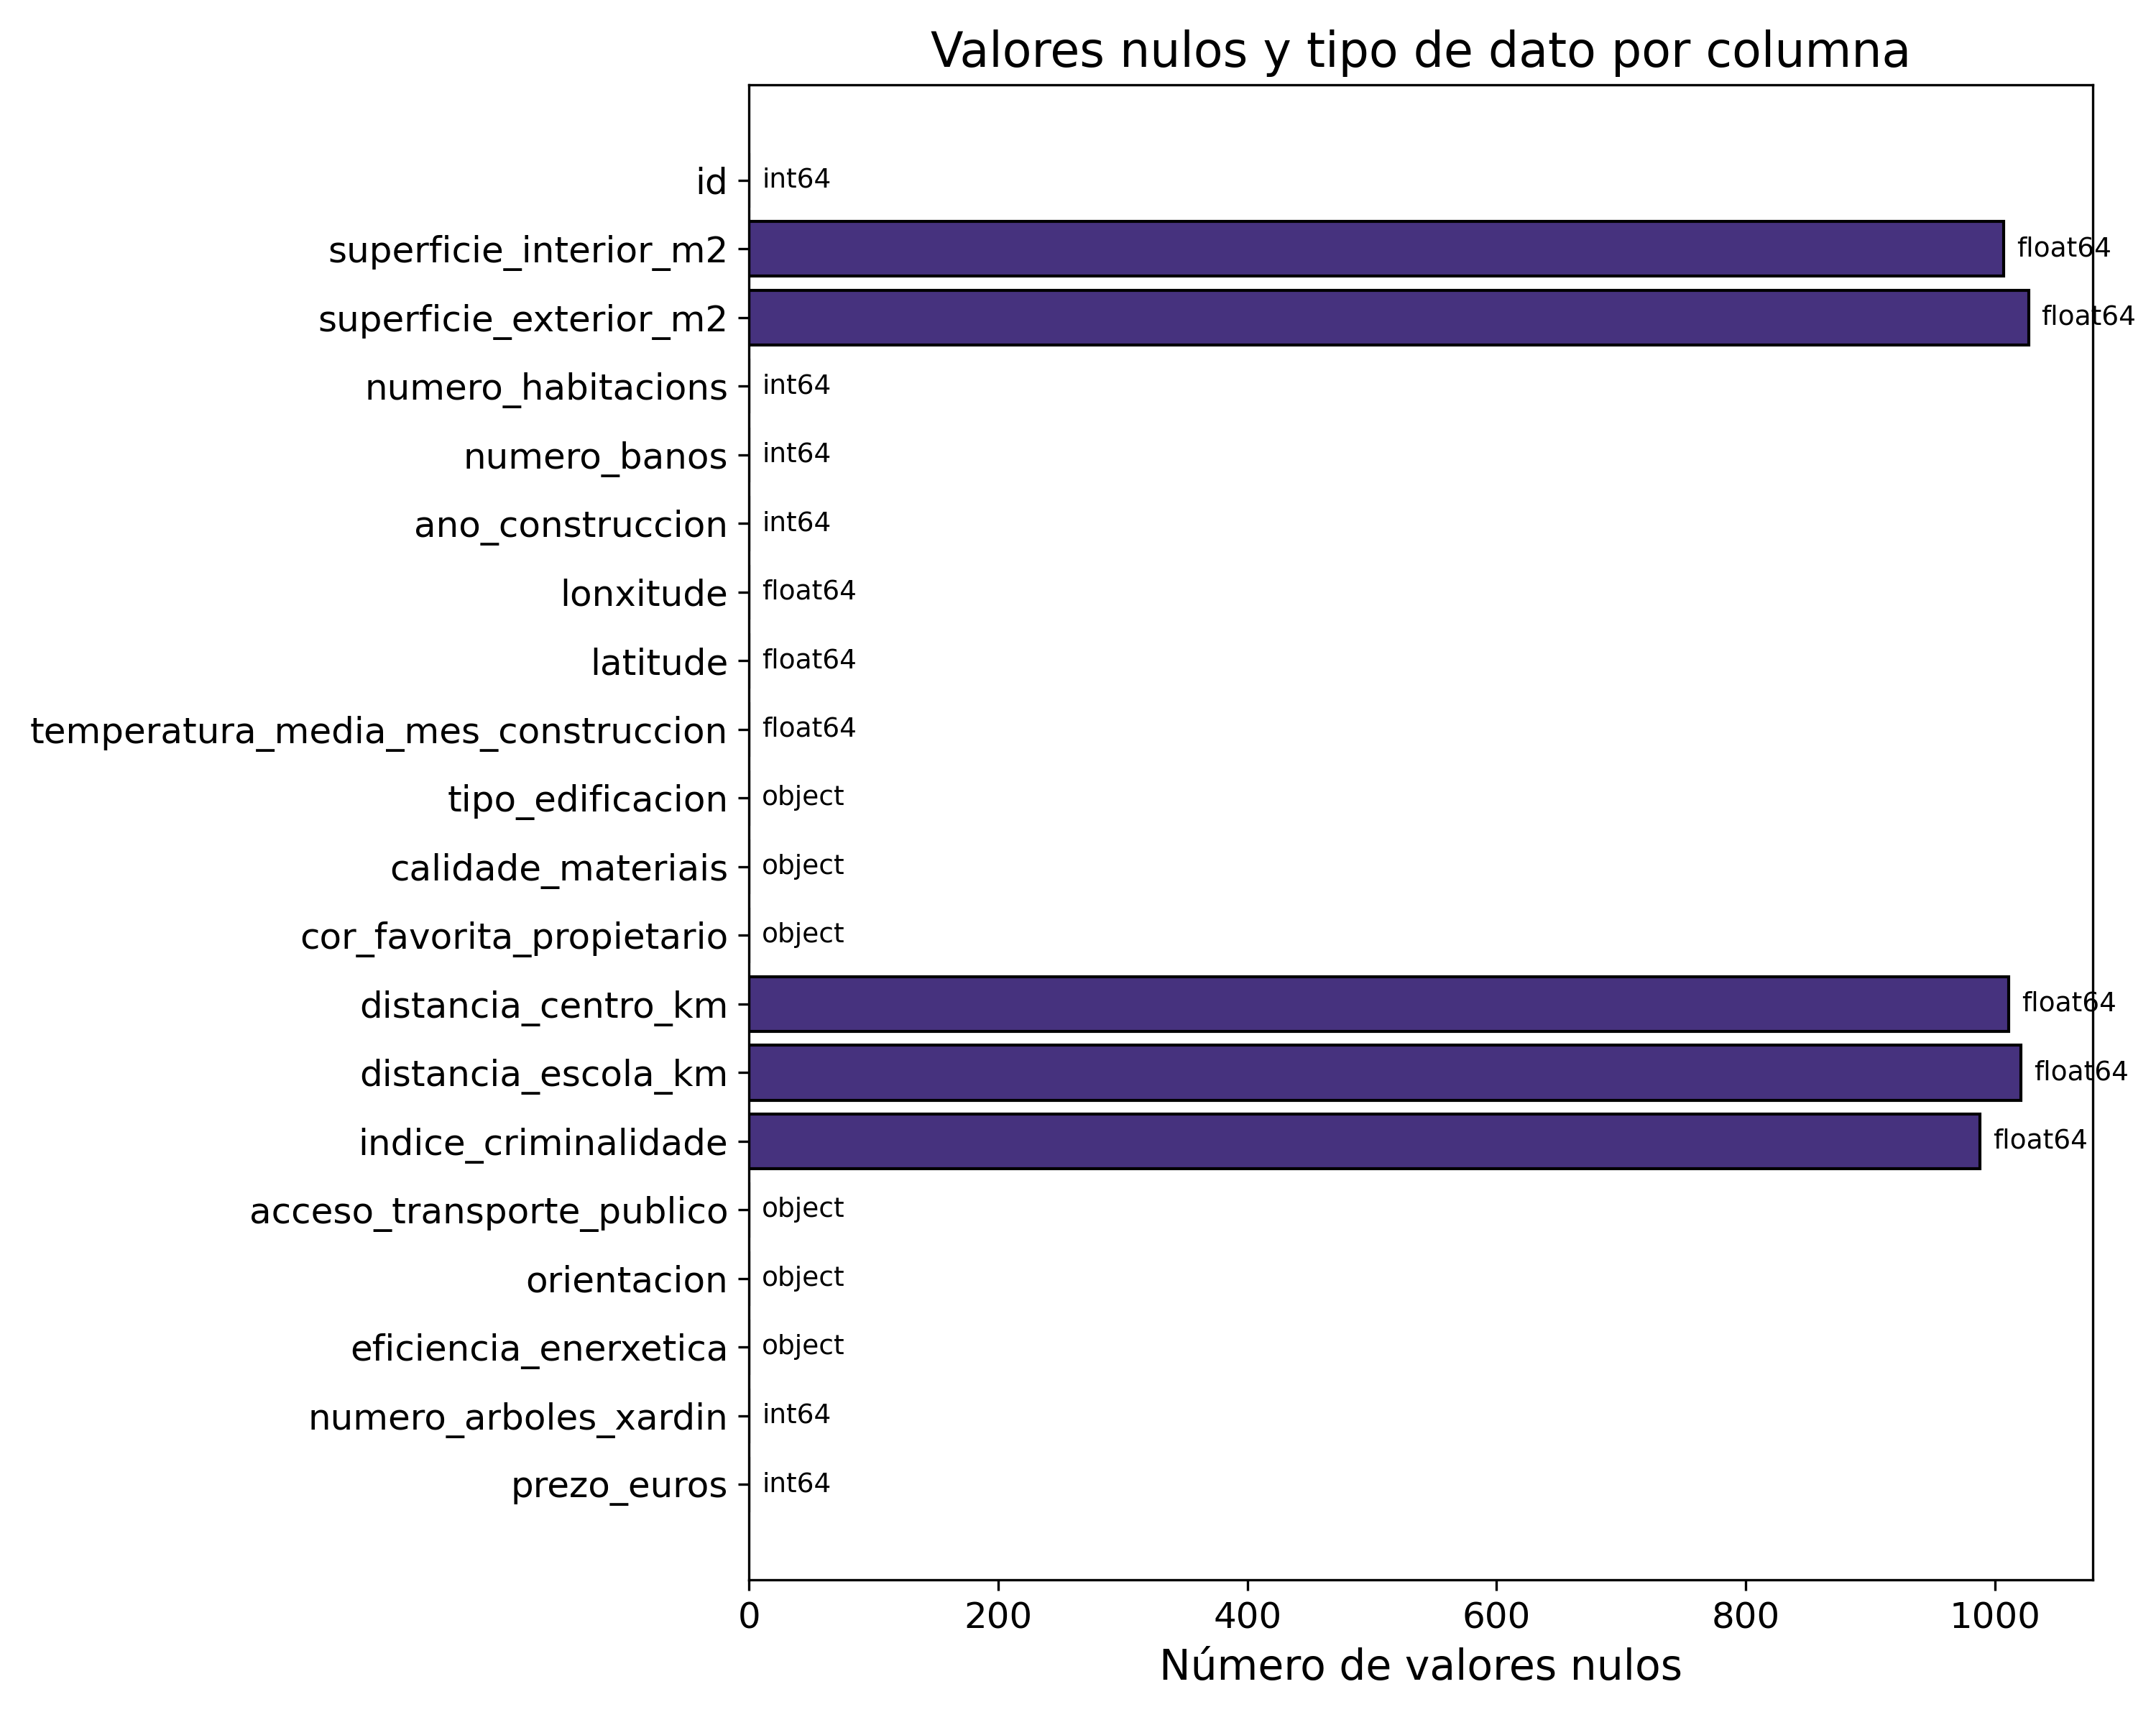 Valores nulos y tipo de dato por columna
id int64
superficie_interior_m2 float64
superficie_exterior_m2 float64
numero_habitacions int64
numero_banos int64
ano_construccion int64
lonxitude float64
latitude float64
temperatura_media_mes_construccion float64
tipo_edificacion object
calidade_materiais object
cor_favorita_propietario object
distancia_centro_km float64
distancia_escola_km float64
indice_criminalidade float64
acceso_transporte_publico object
orientacion object
eficiencia_enerxetica object
numero_arboles_xardin int64
prezo_euros int64
0 200 400 600 800 1000
Número de valores nulos